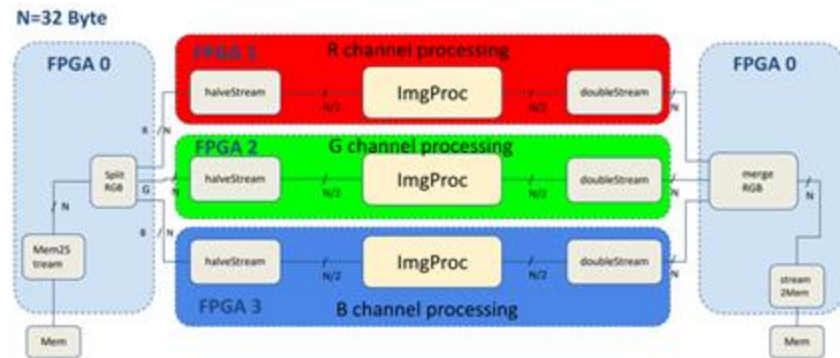 N=32 Byte
FPGA 0
FPGA 1
R channel processing
FPGA 0
halveStream
N/2
ImgProc
N/2
doubleStream
N
R
N
FPGA 2
G channel processing
Split
RGB
G
N
halveStream
N/2
ImgProc
N/2
doubleStream
N
merge
RGB
N
N
B
N
Mem2S
tream
halveStream
N/2
ImgProc
N/2
doubleStream
N
stream
2Mem
FPGA 3
B channel processing
Mem
Mem